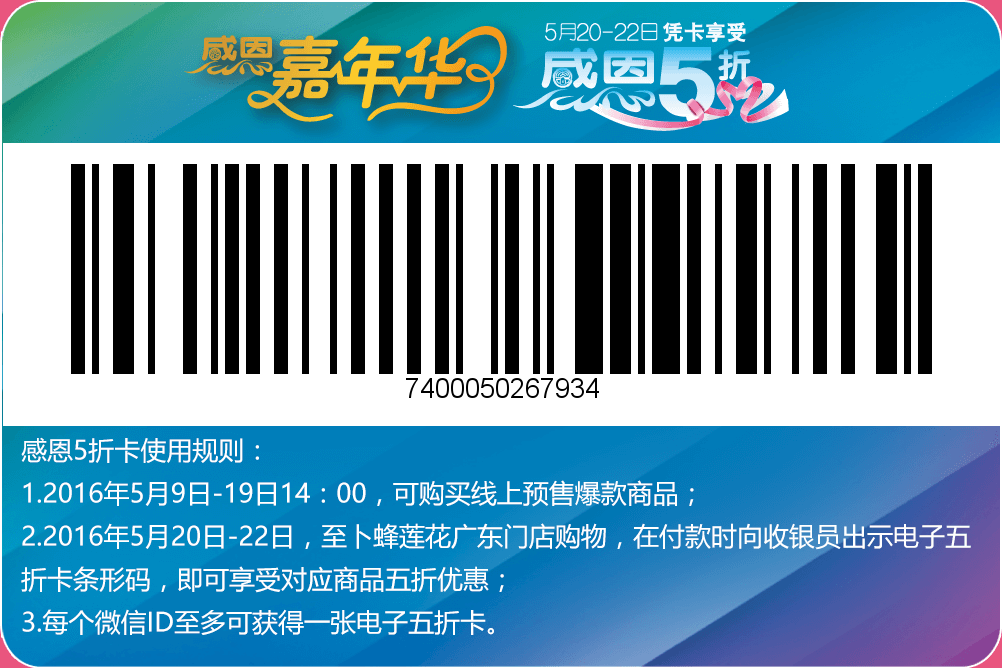 感恩嘉年华
5月20-22日 凭卡享受
感恩5折
7400050267934
感恩5折卡使用规则：
1.2016年5月9日-19日14：00，可购买线上预售爆款商品；
2.2016年5月20日-22日，至卜蜂莲花广东门店购物，在付款时向收银员出示电子五
折卡条形码，即可享受对应商品五折优惠；
3.每个微信ID至多可获得一张电子五折卡。